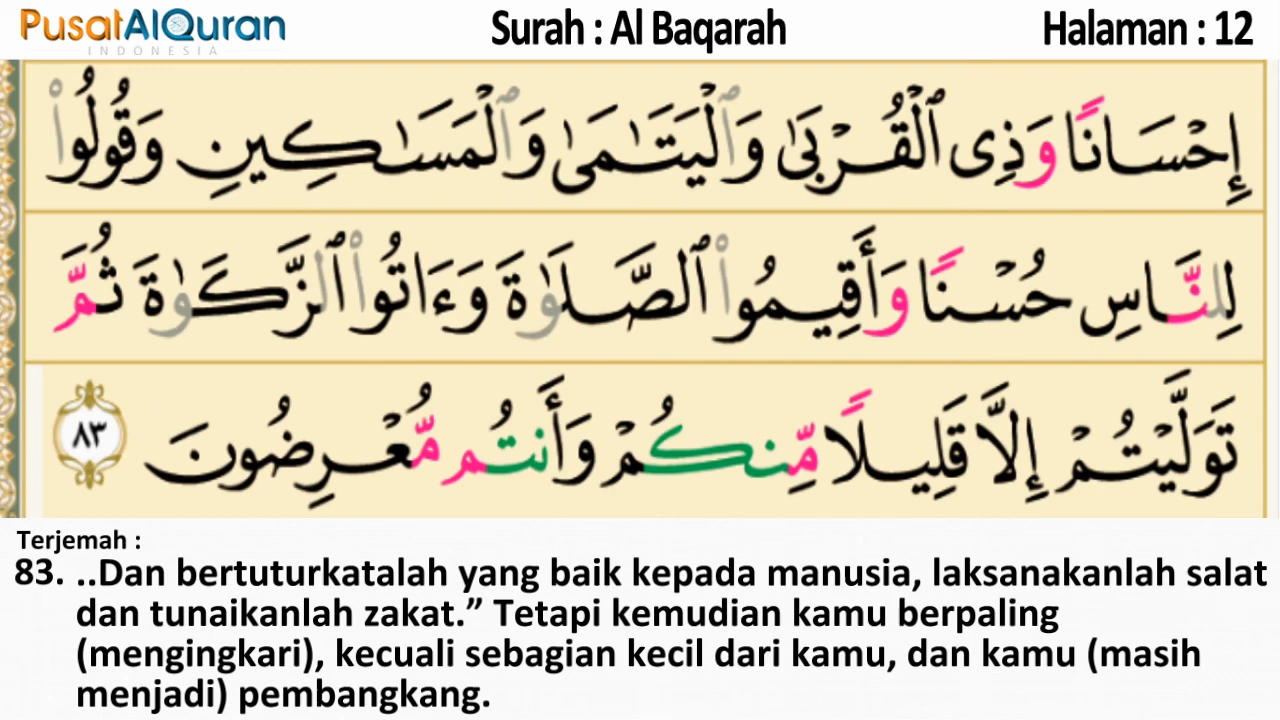 PusatAlQuran
INDONESIA
Surah : Al Baqarah
Halaman : 12
إِحْسَانًا وَذِى ٱلْقُرْبَىٰ وَٱلْيَتَـٰمَىٰ وَٱلْمَسَـٰكِينِ وَقُولُوا۟
لِلنَّاسِ حُسْنًا وَأَقِيمُوا۟ ٱلصَّلَوٰةَ وَءَاتُوا۟ ٱلزَّكَوٰةَ ثُمَّ
تَوَلَّيْتُمْ إِلَّا قَلِيلًا مِّنكُمْ وَأَنتُم مُّعْرِضُونَ ٨٣
Terjemah :
83. ..Dan bertuturkatalah yang baik kepada manusia, laksanakanlah salat
dan tunaikanlah zakat.” Tetapi kemudian kamu berpaling
(mengingkari), kecuali sebagian kecil dari kamu, dan kamu (masih
menjadi) pembangkang.